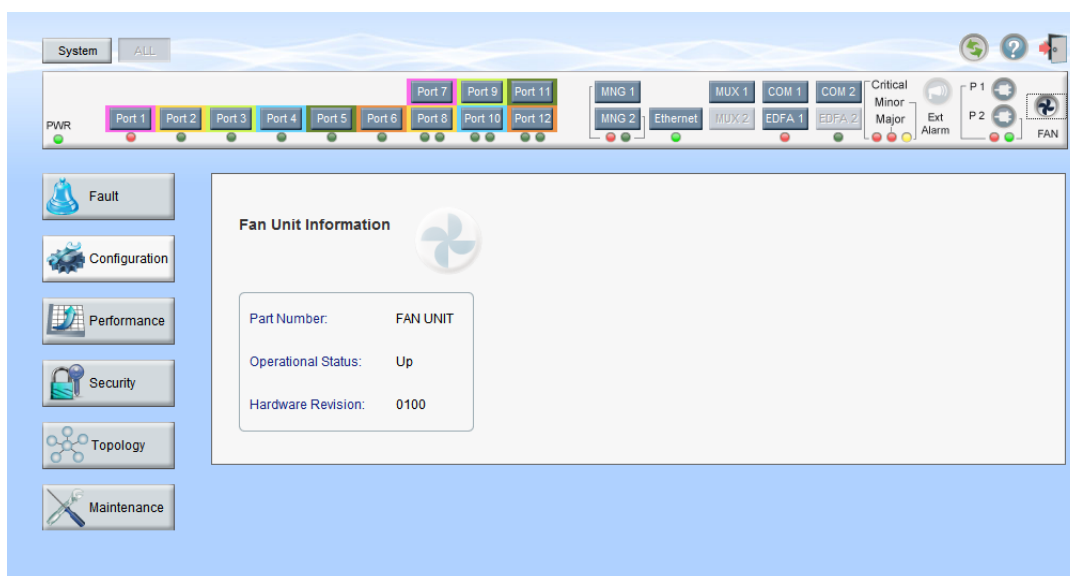 System ALL
Critical
Port 7 Port 9 Port 11 MNG 1 MUX 1 COM 1 COM 2 P 1
Minor
PWR Port 1 Port 2 Port 3 Port 4 Port 5 Port 6 Port 8 Port 10 Port 12 MNG 2 Ethernet MUX 2 EDFA 1 EDFA 2 Major Ext P 2
Alarm FAN
Fault
Configuration
Performance
Security
Topology
Maintenance
Fan Unit Information
Part Number: FAN UNIT
Operational Status: Up
Hardware Revision: 0100